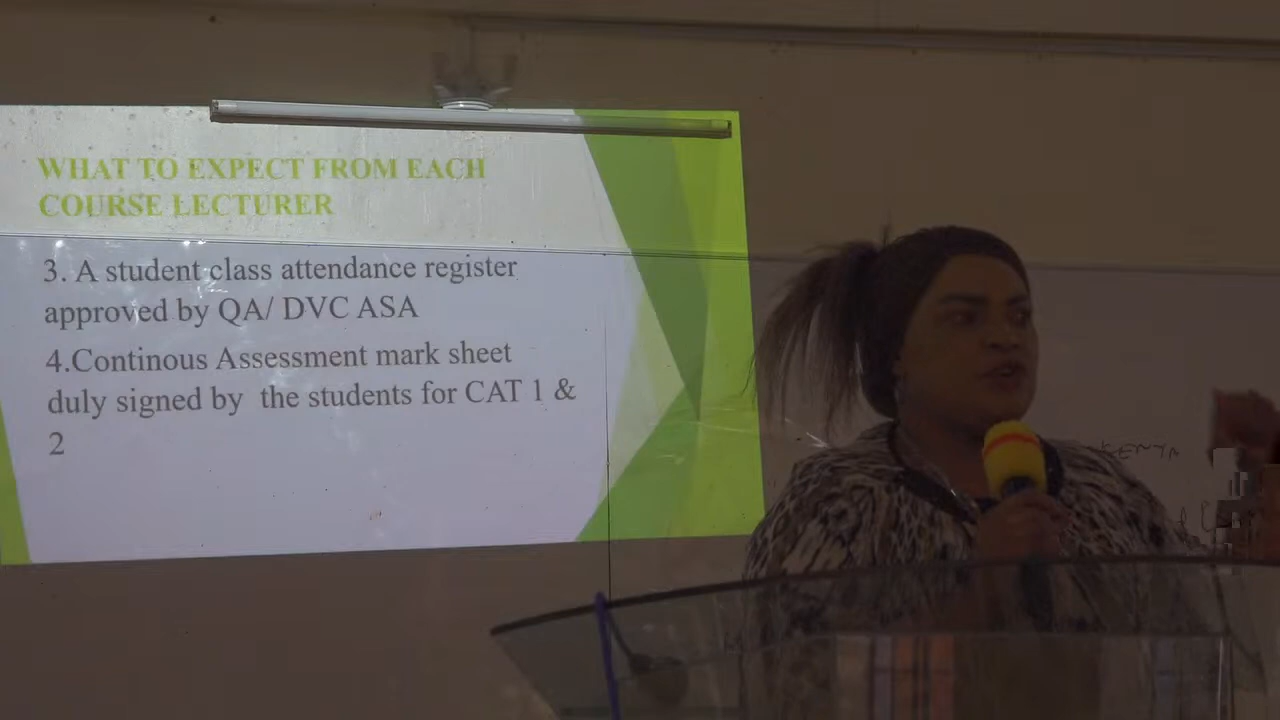 WHAT TO EXPECT FROM EACH
COURSE LECTURER
3. A student class attendance register
approved by QA/ DVC ASA
4.Continous Assessment mark sheet
duly signed by the students for CAT 1 &
2
KENYA